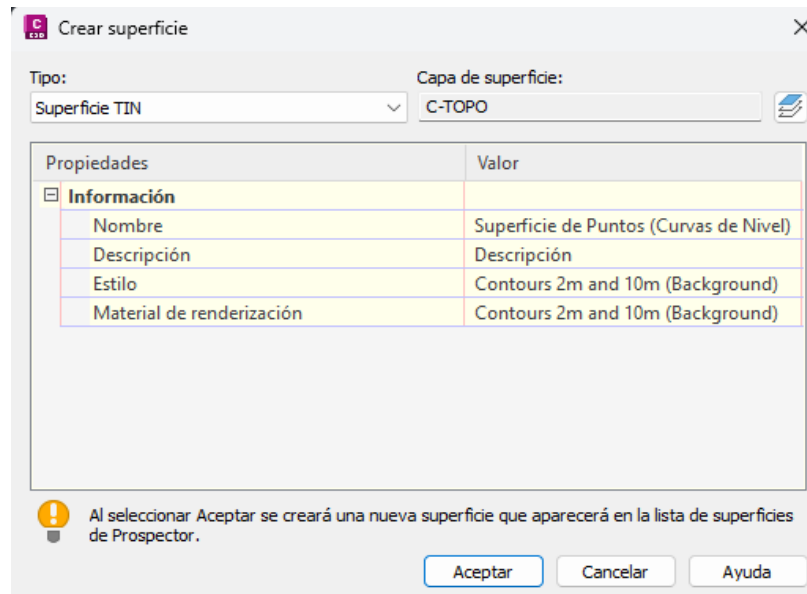 C
C3D
Crear superficie
Tipo:
Capa de superficie:
Superficie TIN
C-TOPO
Propiedades
Valor
Información
Nombre
Superficie de Puntos (Curvas de Nivel)
Descripción
Descripción
Estilo
Contours 2m and 10m (Background)
Material de renderización
Contours 2m and 10m (Background)
Al seleccionar Aceptar se creará una nueva superficie que aparecerá en la lista de superficies
de Prospector.
Aceptar
Cancelar
Ayuda